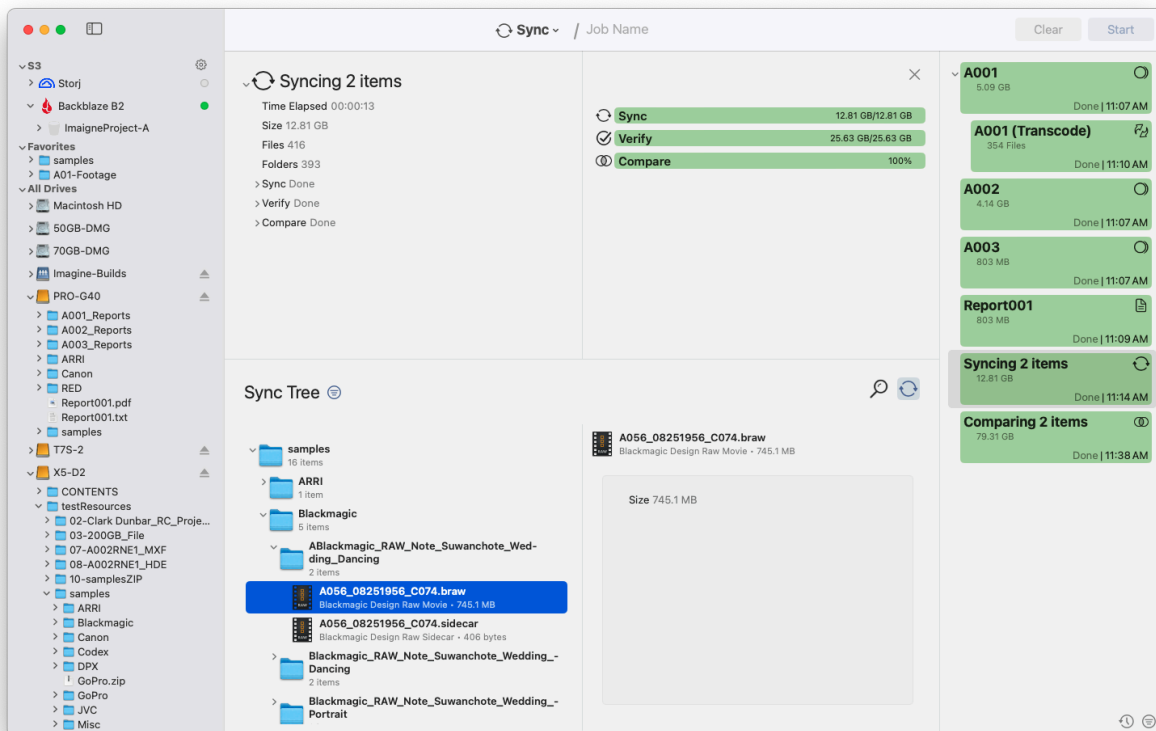 Sync
/ Job Name
Clear
Start
S3
Storj
Backblaze B2
ImaigneProject-A
Favorites
samples
A01-Footage
All Drives
Macintosh HD
50GB-DMG
70GB-DMG
Imagine-Builds
PRO-G40
A001_Reports
A002_Reports
A003_Reports
ARRI
Canon
RED
Report001.pdf
Report001.txt
samples
T7S-2
X5-D2
CONTENTS
testResources
02-Clark Dunbar_RC_Proje...
03-200GB_File
07-A002RNE1_MXF
08-A002RNE1_HDE
10-samplesZIP
samples
ARRI
Blackmagic
Canon
Codex
DPX
GoPro.zip
GoPro
JVC
Misc
Syncing 2 items
Time Elapsed 00:00:13
Size 12.81 GB
Files 416
Folders 393
Sync Done
Verify Done
Compare Done
Sync 12.81 GB/12.81 GB
Verify 25.63 GB/25.63 GB
Compare 100%
Sync Tree
samples
16 items
ARRI
1 item
Blackmagic
5 items
ABlackmagic_RAW_Note_Suwanchote_Wed-
ding_Dancing
2 items
A056_08251956_C074.braw
Blackmagic Design Raw Movie • 745.1 MB
A056_08251956_C074.sidecar
Blackmagic Design Raw Sidecar • 406 bytes
Blackmagic_RAW_Note_Suwanchote_Wedding_-
Dancing
2 items
Blackmagic_RAW_Note_Suwanchote_Wedding_-
Portrait
A056_08251956_C074.braw
Blackmagic Design Raw Movie • 745.1 MB
Size 745.1 MB
A001
5.09 GB
Done | 11:07 AM
A001 (Transcode)
354 Files
Done | 11:10 AM
A002
4.14 GB
Done | 11:07 AM
A003
803 MB
Done | 11:07 AM
Report001
803 MB
Done | 11:09 AM
Syncing 2 items
12.81 GB
Done | 11:14 AM
Comparing 2 items
79.31 GB
Done | 11:38 AM